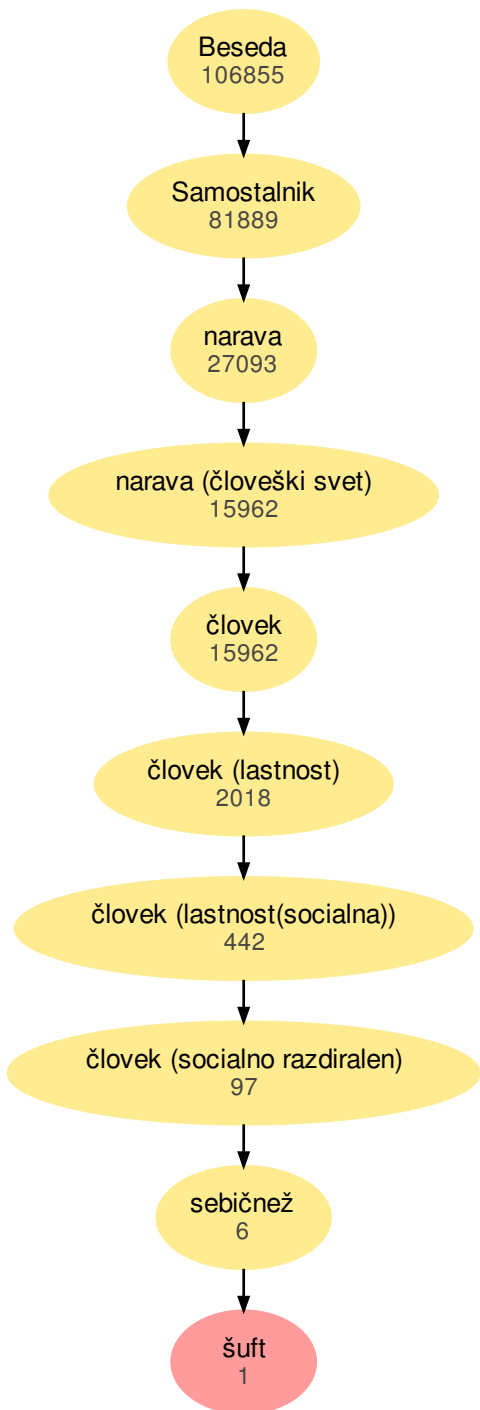 Beseda
106855
Samostalnik
81889
narava
27093
narava (človeški svet)
15962
človek
15962
človek (lastnost)
2018
človek (lastnost(socialna))
442
človek (socialno razdiralen)
97
sebičnež
6
šuft
1